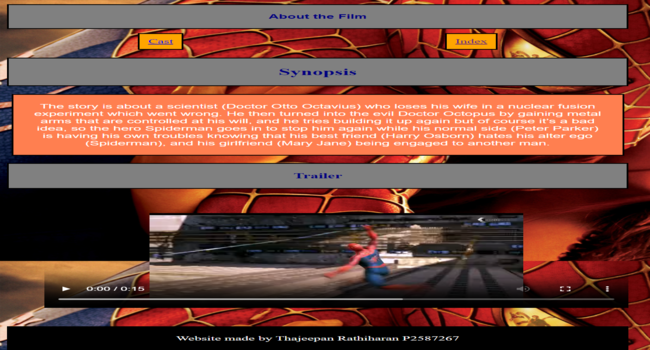 About the Film
Cast
Index
Synopsis
The story is about a scientist (Doctor Otto Octavius) who loses his wife in a nuclear fusion
experiment which went wrong. He then turned into the evil Doctor Octopus by gaining metal
arms that are controlled at his will, and he tries building it up again but of course it's a bad
idea, so the hero Spiderman goes in to stop him again while his normal side (Peter Parker)
is having his own troubles knowing that his best friend (Harry Osborn) hates his alter ego
(Spiderman), and his girlfriend (Mary Jane) being engaged to another man.
Trailer
0:00 / 0:15
Website made by Thajeepan Rathiharan P2587267